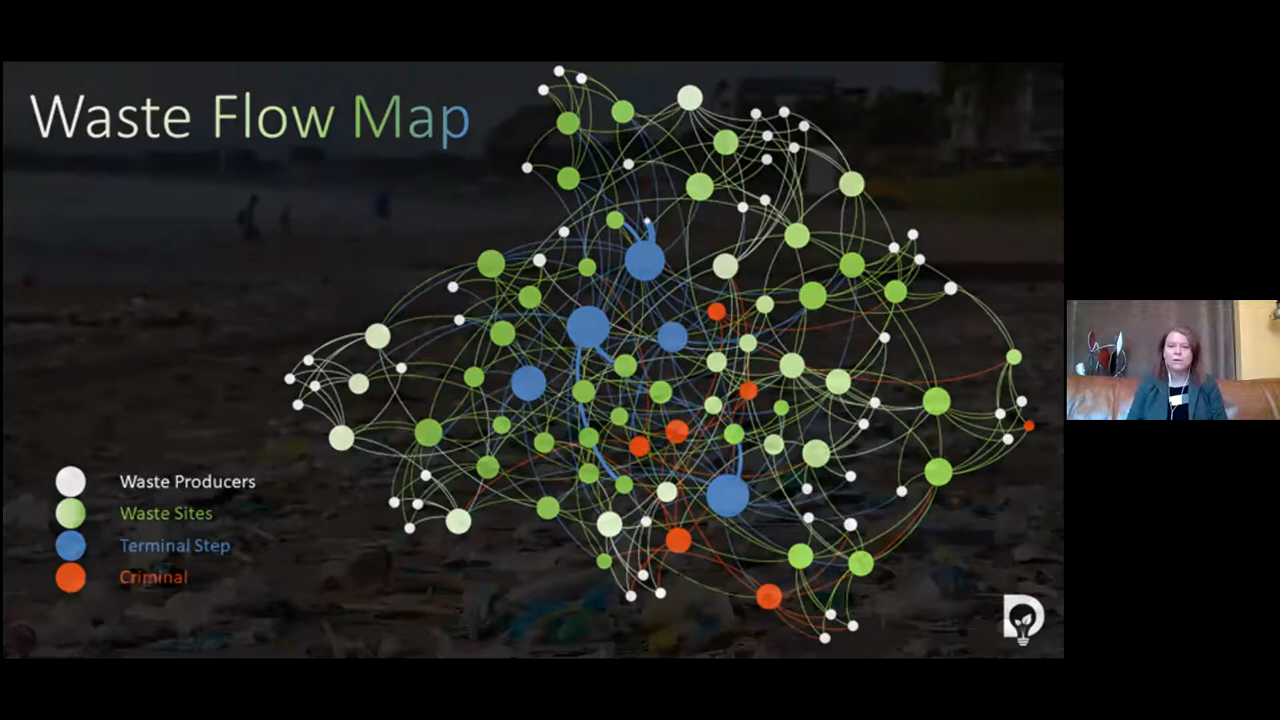 Waste Flow Map
Waste Producers
Waste Sites
Terminal Step
Criminal